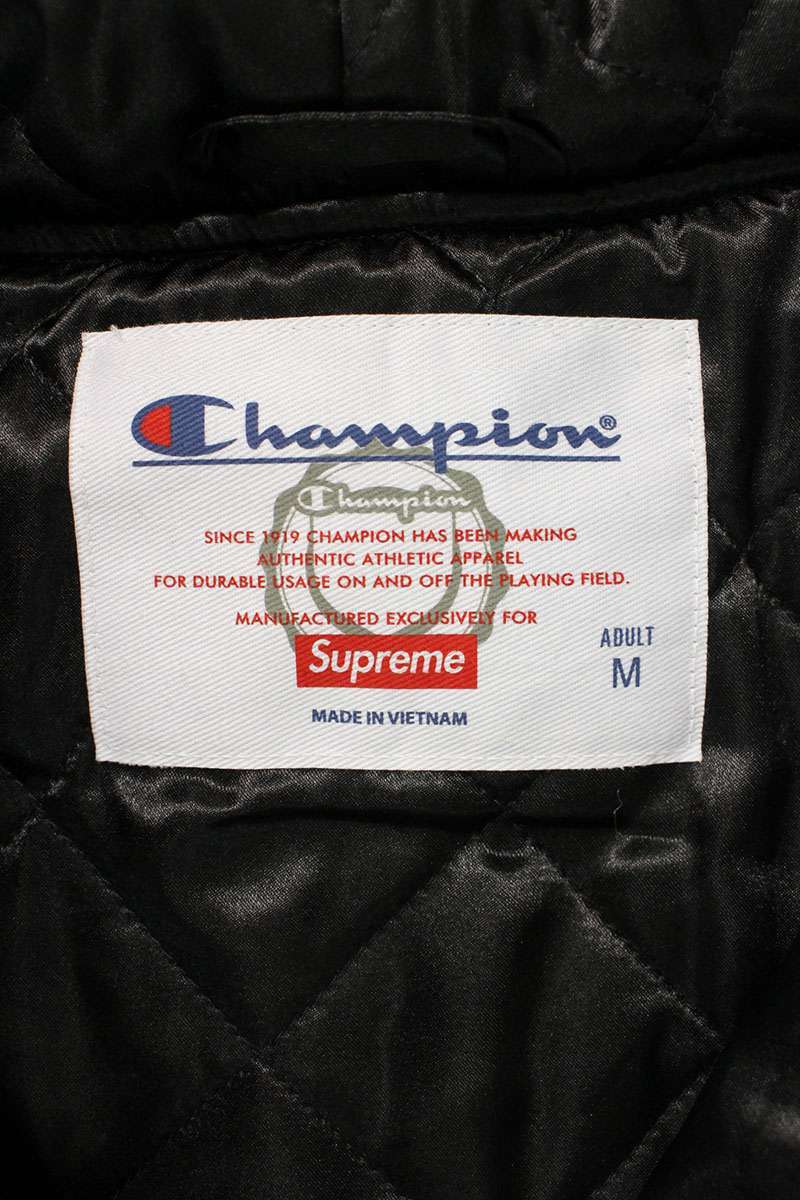 Champion®
Champion
SINCE 1919 CHAMPION HAS BEEN MAKING
AUTHENTIC ATHLETIC APPAREL
FOR DURABLE USAGE ON AND OFF THE PLAYING FIELD.
MANUFACTURED EXCLUSIVELY FOR
Supreme
ADULT
M
MADE IN VIETNAM